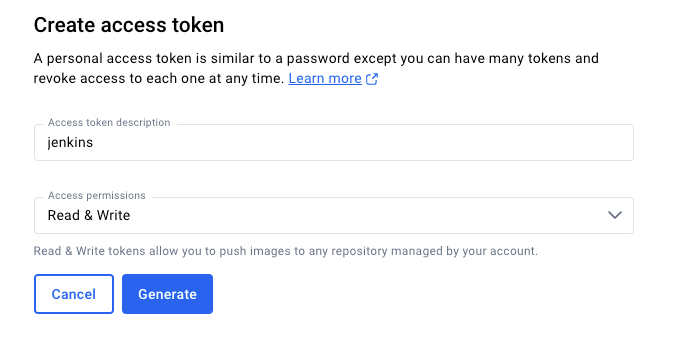 Create access token
A personal access token is similar to a password except you can have many tokens and
revoke access to each one at any time. Learn more
Access token description
jenkins
Access permissions
Read & Write
Read & Write tokens allow you to push images to any repository managed by your account.
Cancel Generate